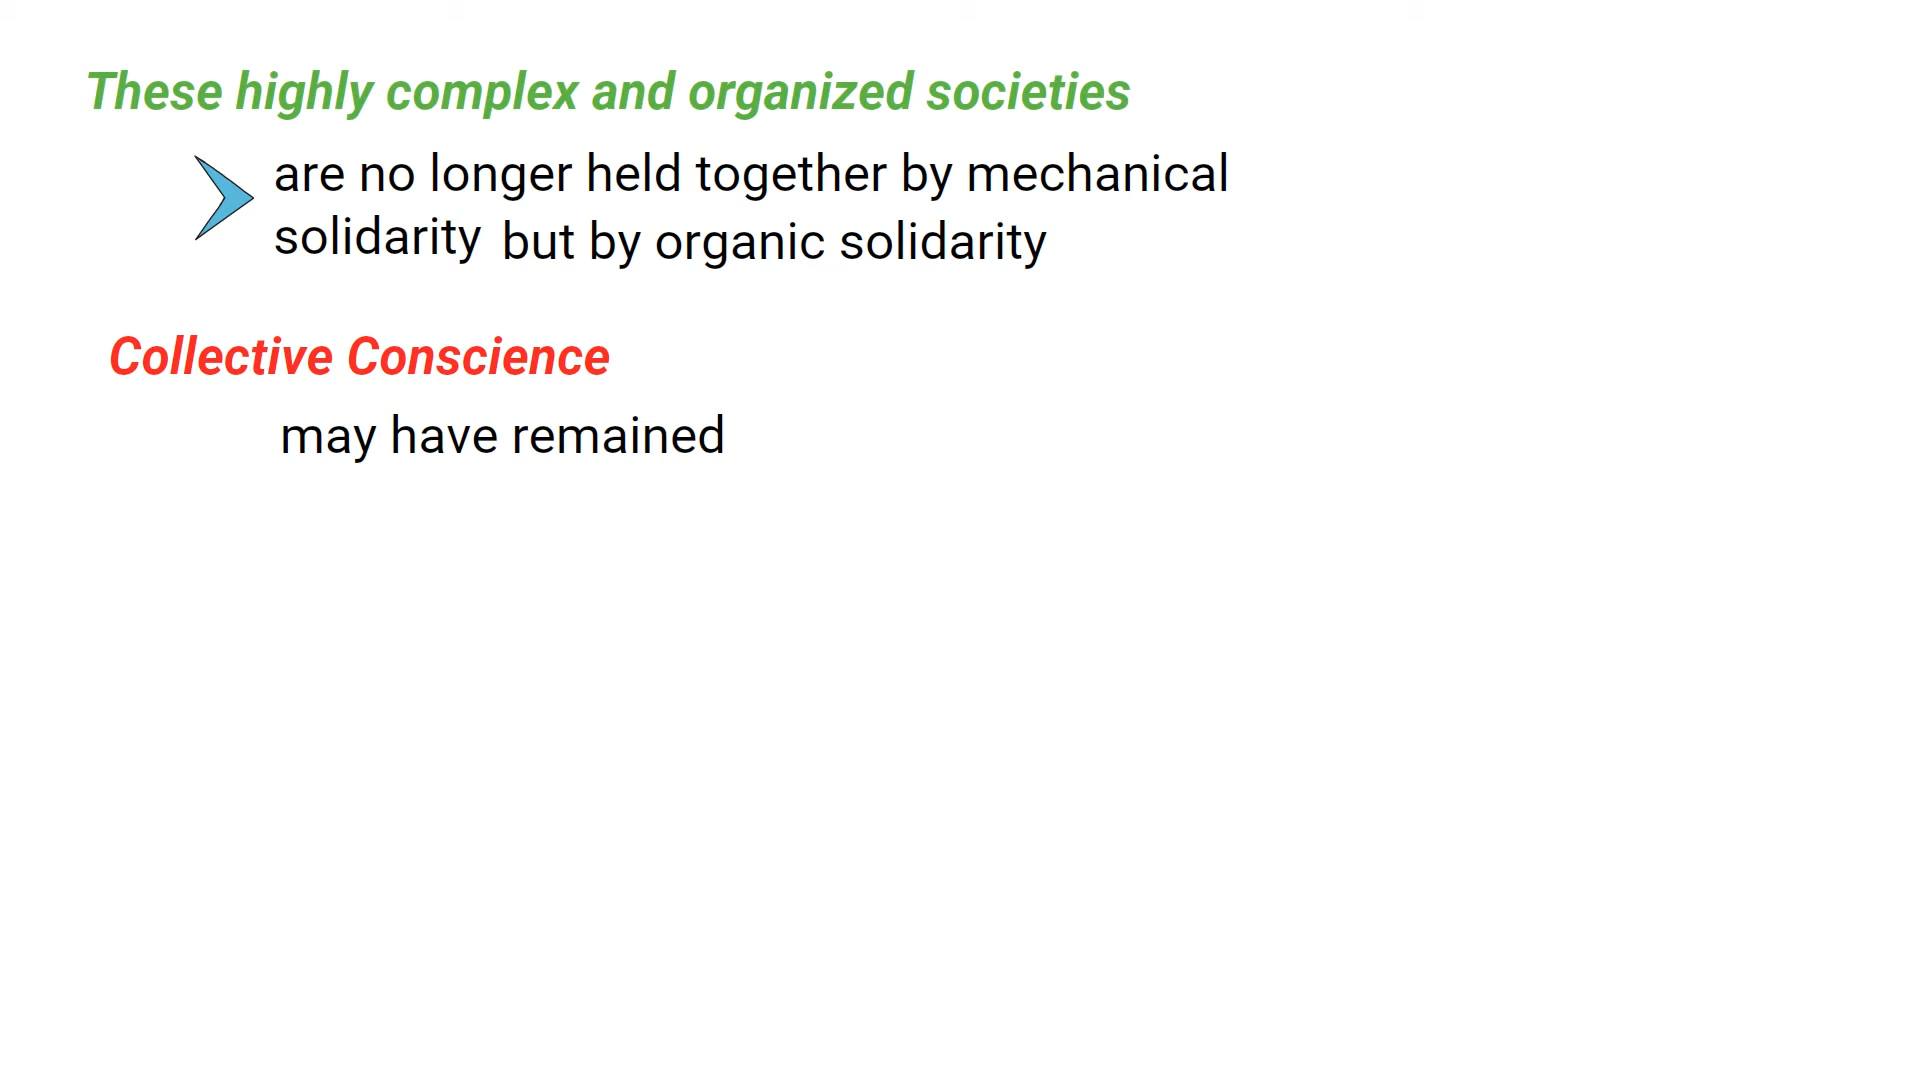 These highly complex and organized societies
are no longer held together by mechanical
solidarity but by organic solidarity
Collective Conscience
may have remained